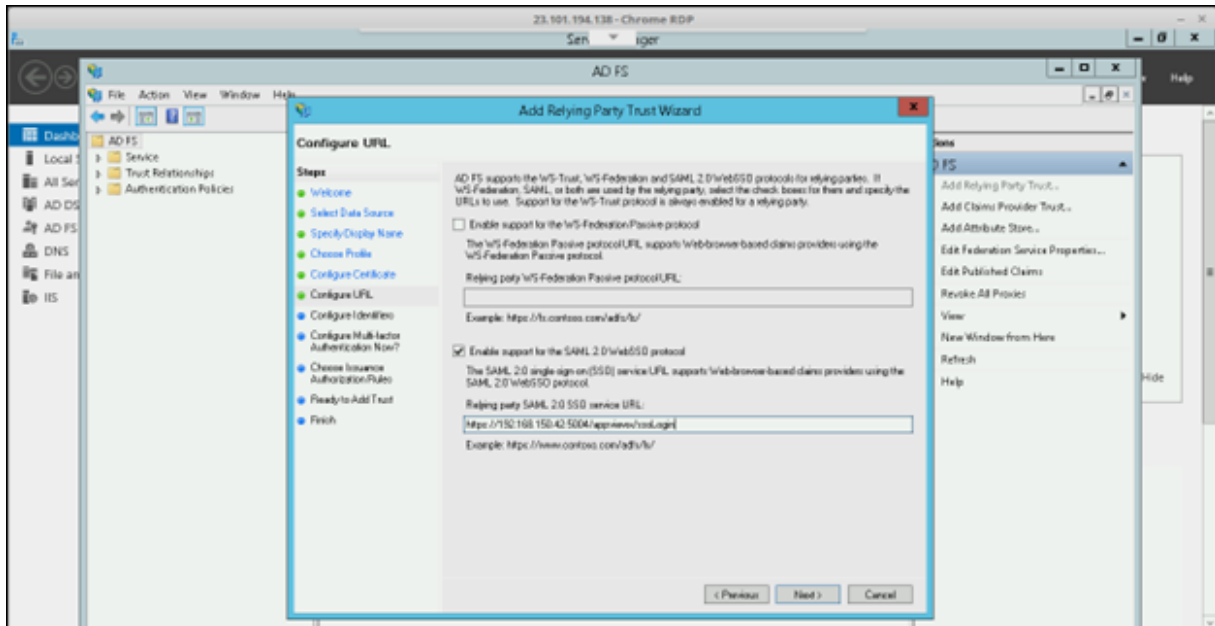 23.101.194.138 - Chrome RDP
AD FS
File Action View Window Help
Help
Local
All Ser
AD DS
AD FS
DNS
File an
IIS
AD FS
Service
Trust Relationships
Authentication Policies
Add Relying Party Trust Wizard
Configure URL
Steps
Welcome
Select Data Source
Specify Display Name
Choose Profile
Configure Certificate
Configure URL
Configure Identifiers
Configure Multi-factor
Authentication Now?
Choose Issuance
Authorization Rules
Ready to Add Trust
Finish
AD FS supports the WS-Trust, WS-Federation and SAML 2.0 WebSSO protocols for relying parties. If
WS-Federation, SAML, or both are used by the relying party, select the check boxes for them and specify the
URLs to use. Support for the WS-Trust protocol is always enabled for a relying party.
Enable support for the WS-Federation Passive protocol
The WS-Federation Passive protocol URL supports Web-browser-based claims providers using the
WS-Federation Passive protocol.
Relying party WS-Federation Passive protocol URL:
Example: https://fs.contoso.com/adfs/ls/
Enable support for the SAML 2.0 WebSSO protocol
The SAML 2.0 single-sign-on (SSO) service URL supports Web-browser-based claims providers using the
SAML 2.0 WebSSO protocol.
Relying party SAML 2.0 SSO service URL:
https://192.168.150.42:5004/appviewx/ssoLogin
Example: https://www.contoso.com/adfs/ls/
< Previous
Next >
Cancel
Add Relying Party Trust...
Add Claims Provider Trust...
Add Attribute Store...
Edit Federation Service Properties...
Edit Published Claims
Revoke All Proxies
View
New Window from Here
Refresh
Help
Hide